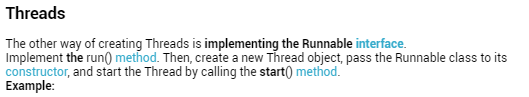 Threads
The other way of creating Threads is implementing the Runnable interface.
Implement the run() method. Then, create a new Thread object, pass the Runnable class to its
constructor, and start the Thread by calling the start() method.
Example: